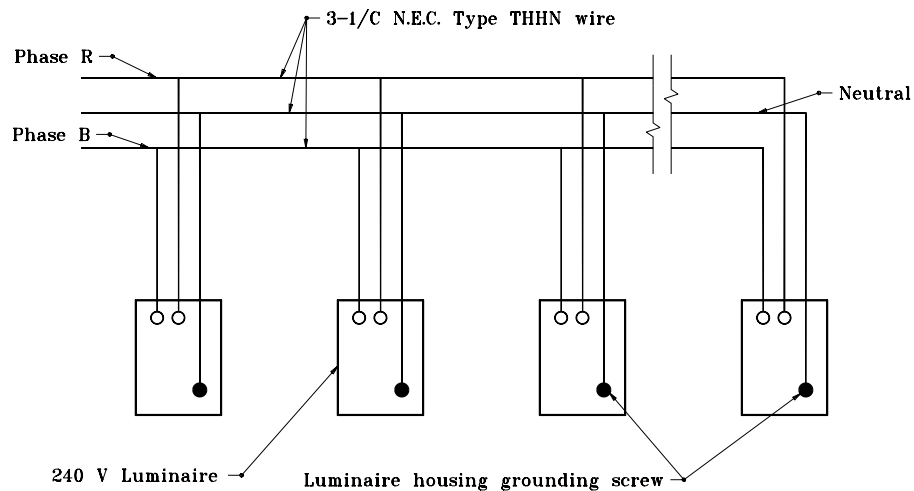 3-1/C N.E.C. Type THHN wire
Phase R
Neutral
Phase B
240 V Luminaire
Luminaire housing grounding screw